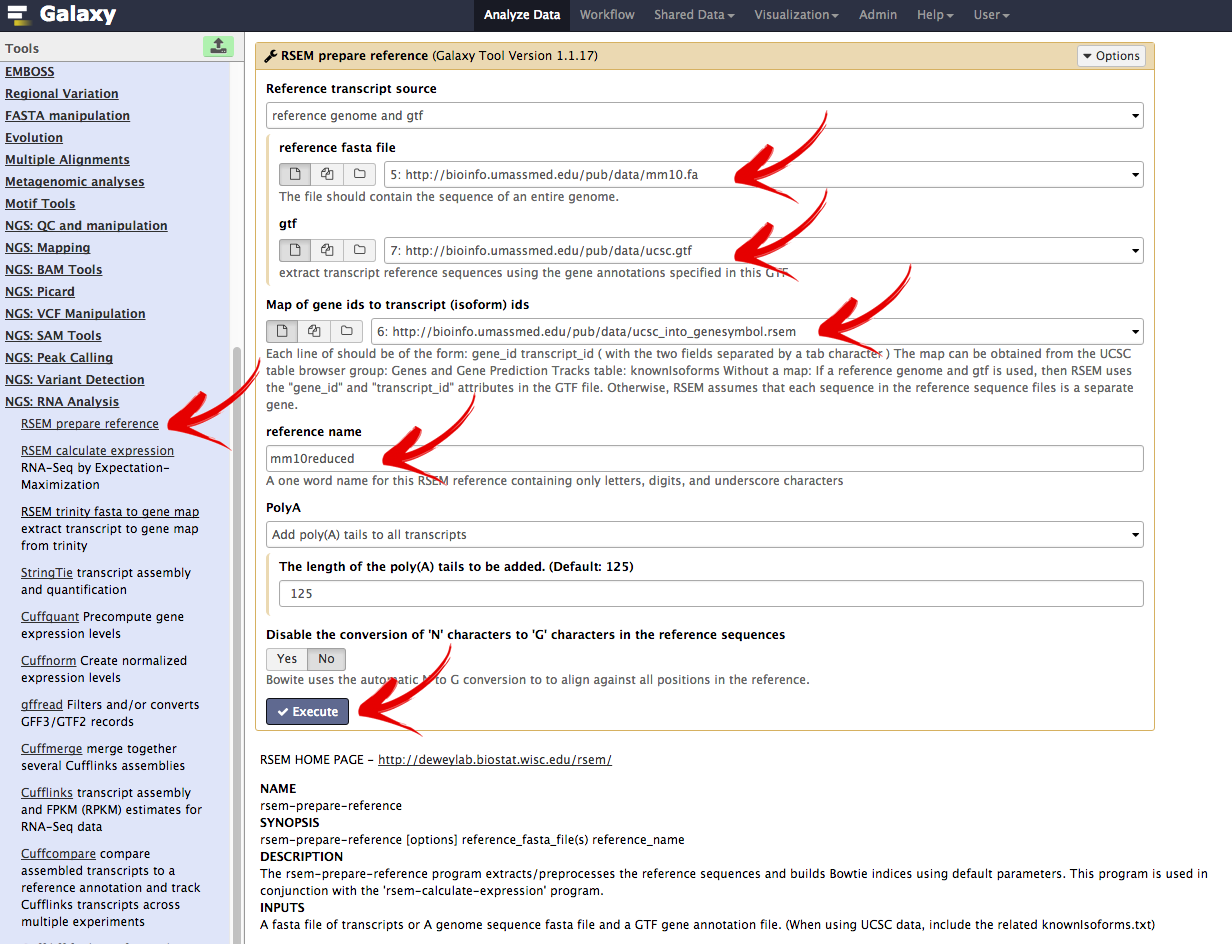 Galaxy
Analyze Data
Workflow
Shared Data
Visualization
Admin
Help
User
Tools
EMBOSS
Regional Variation
FASTA manipulation
Evolution
Multiple Alignments
Metagenomic analyses
Motif Tools
NGS: QC and manipulation
NGS: Mapping
NGS: BAM Tools
NGS: Picard
NGS: VCF Manipulation
NGS: SAM Tools
NGS: Peak Calling
NGS: Variant Detection
NGS: RNA Analysis
RSEM prepare reference
RSEM calculate expression
RNA-Seq by Expectation-
Maximization
RSEM trinity fasta to gene map
extract transcript to gene map
from trinity
StringTie transcript assembly
and quantification
Cuffquant Precompute gene
expression levels
Cuffnorm Create normalized
expression levels
gffread Filters and/or converts
GFF3/GTF2 records
Cuffmerge merge together
several Cufflinks assemblies
Cufflinks transcript assembly
and FPKM (RPKM) estimates for
RNA-Seq data
Cuffcompare compare
assembled transcripts to a
reference annotation and track
Cufflinks transcripts across
multiple experiments
RSEM prepare reference (Galaxy Tool Version 1.1.17)
Options
Reference transcript source
reference genome and gtf
reference fasta file
5: http://bioinfo.umassmed.edu/pub/data/mm10.fa
The file should contain the sequence of an entire genome.
gtf
7: http://bioinfo.umassmed.edu/pub/data/ucsc.gtf
extract transcript reference sequences using the gene annotations specified in this GTF
Map of gene ids to transcript (isoform) ids
6: http://bioinfo.umassmed.edu/pub/data/ucsc_into_genesymbol.rsem
Each line of should be of the form: gene_id transcript_id ( with the two fields separated by a tab character ) The map can be obtained from the UCSC
table browser group: Genes and Gene Prediction Tracks table: knownIsoforms Without a map: If a reference genome and gtf is used, then RSEM uses
the "gene_id" and "transcript_id" attributes in the GTF file. Otherwise, RSEM assumes that each sequence in the reference sequence files is a separate
gene.
reference name
mm10reduced
A one word name for this RSEM reference containing only letters, digits, and underscore characters
PolyA
Add poly(A) tails to all transcripts
The length of the poly(A) tails to be added. (Default: 125)
125
Disable the conversion of 'N' characters to 'G' characters in the reference sequences
Yes No
Bowite uses the automatic N to G conversion to to align against all positions in the reference.
Execute
RSEM HOME PAGE - http://deweylab.biostat.wisc.edu/rsem/
NAME
rsem-prepare-reference
SYNOPSIS
rsem-prepare-reference [options] reference_fasta_file(s) reference_name
DESCRIPTION
The rsem-prepare-reference program extracts/preprocesses the reference sequences and builds Bowtie indices using default parameters. This program is used in
conjunction with the 'rsem-calculate-expression' program.
INPUTS
A fasta file of transcripts or A genome sequence fasta file and a GTF gene annotation file. (When using UCSC data, include the related knownIsoforms.txt)